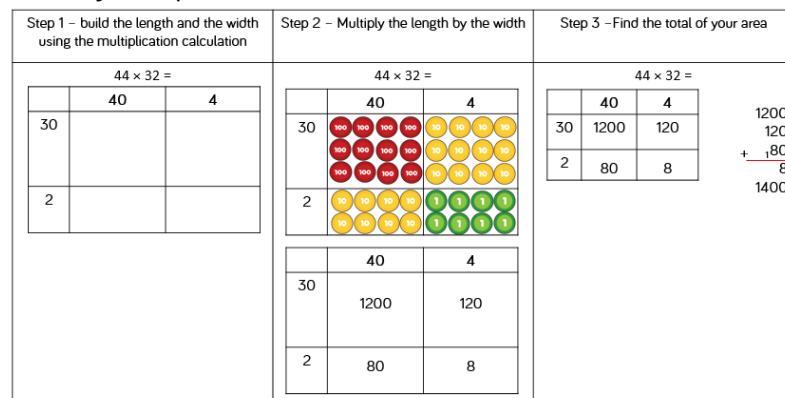 Step 1 – build the length and the width
using the multiplication calculation
44 × 32 =
40 4
30
2
Step 2 – Multiply the length by the width
44 × 32 =
40 4
30 100 100 100 100 10 10 10 10
100 100 100 100 10 10 10 10
100 100 100 100 10 10 10 10
2 10 10 10 10 1 1 1 1
10 10 10 10 1 1 1 1
40 4
30
1200 120
2 80 8
Step 3 –Find the total of your area
44 × 32 =
40 4
30 1200 120
2 80 8
1200
120
+ 180
8
1400